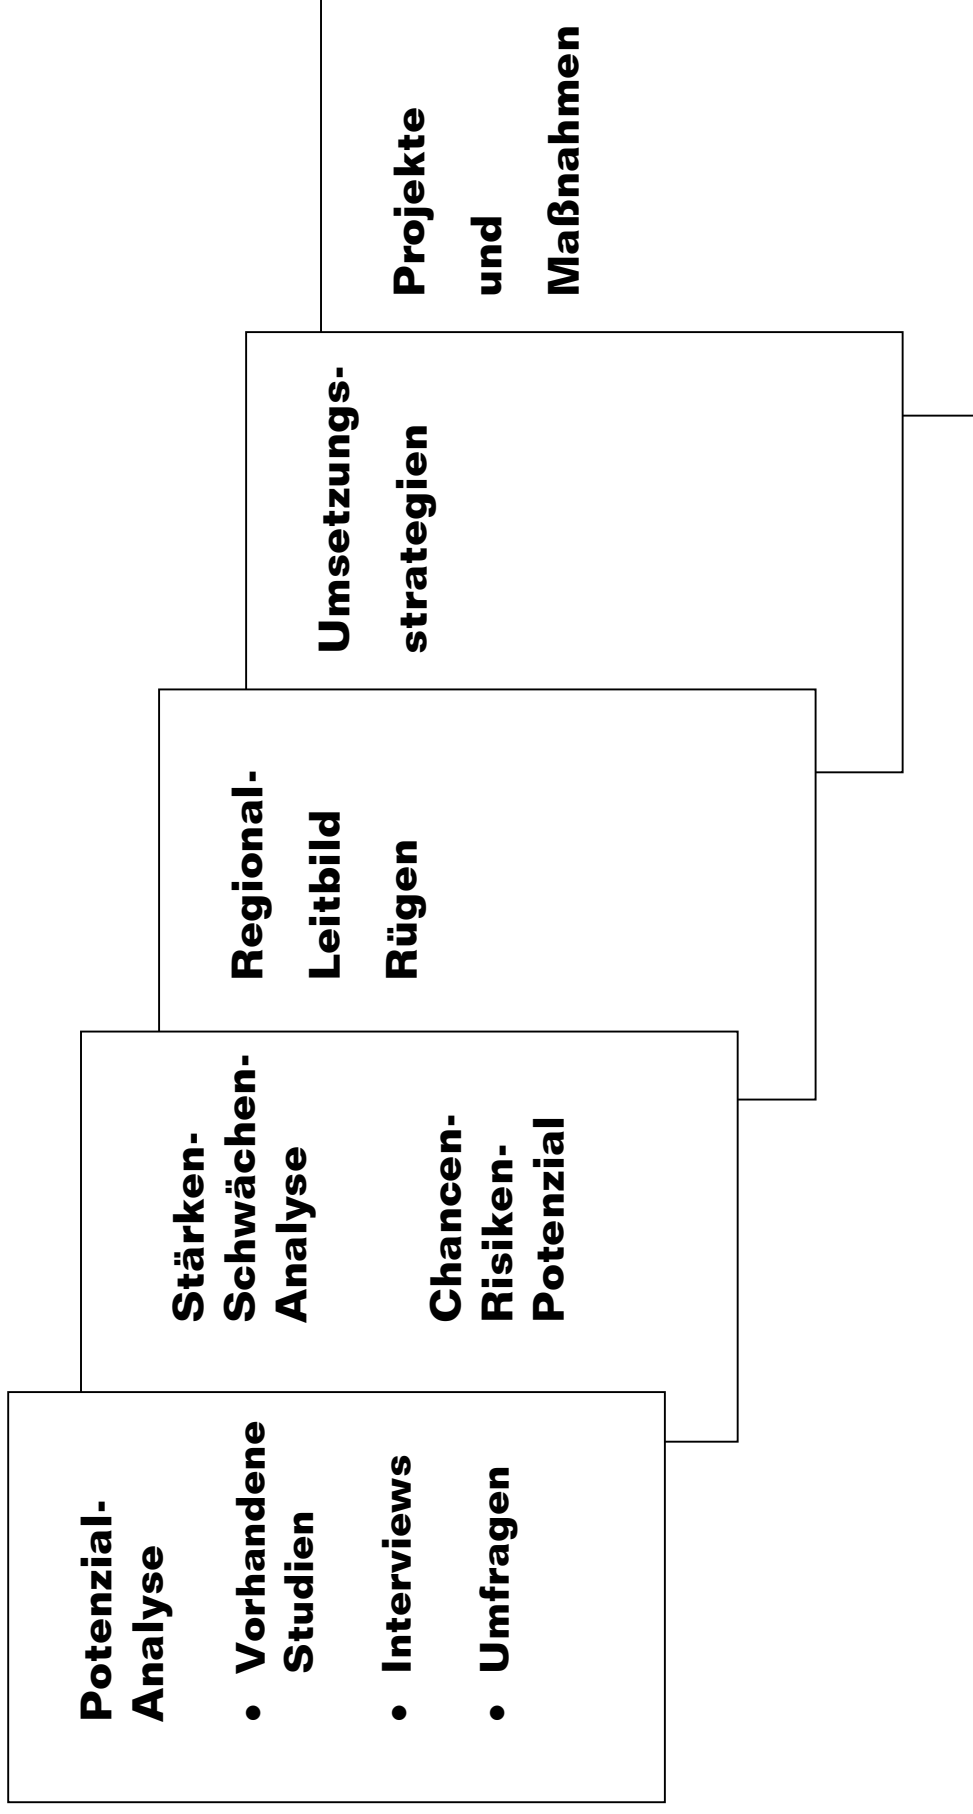 Potenzial-
Analyse
• Vorhandene
Studien
• Interviews
• Umfragen
Stärken-
Schwächen-
Analyse
Chancen-
Risiken-
Potenzial
Regional-
Leitbild
Rügen
Umsetzungs-
strategien
Projekte
und
Maßnahmen